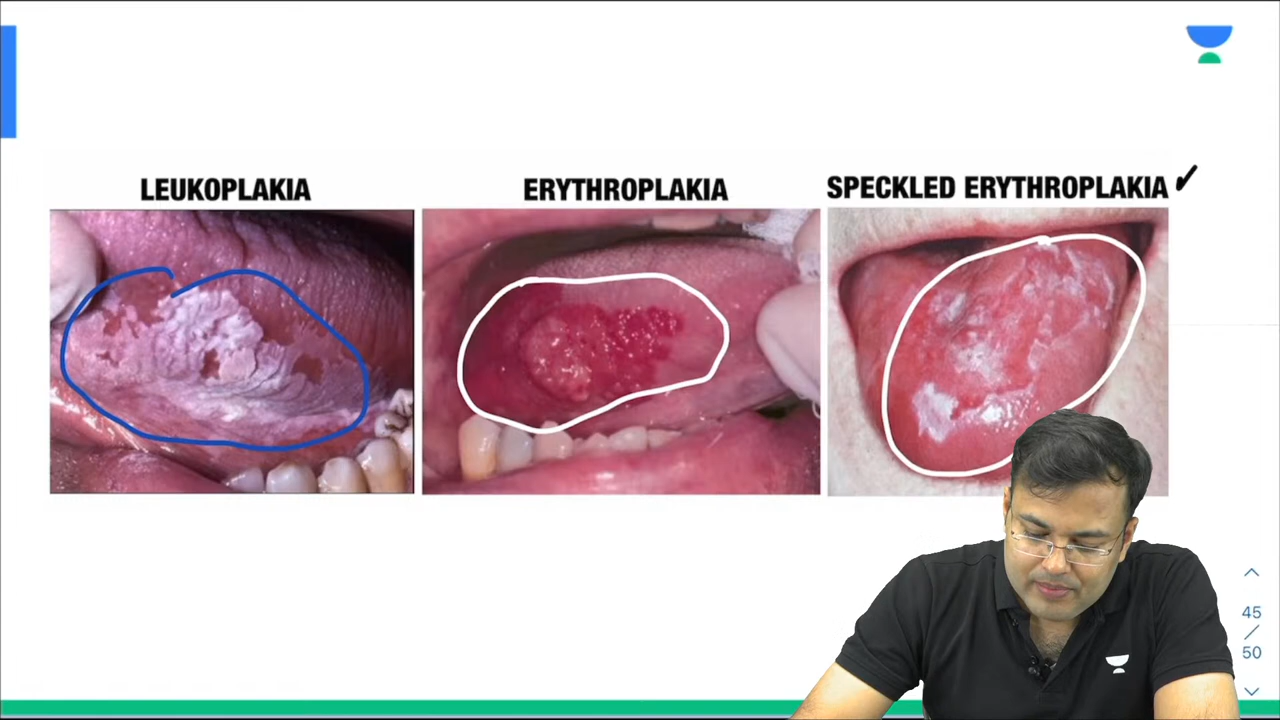 LEUKOPLAKIA
ERYTHROPLAKIA
SPECKLED ERYTHROPLAKIA
45
/
50